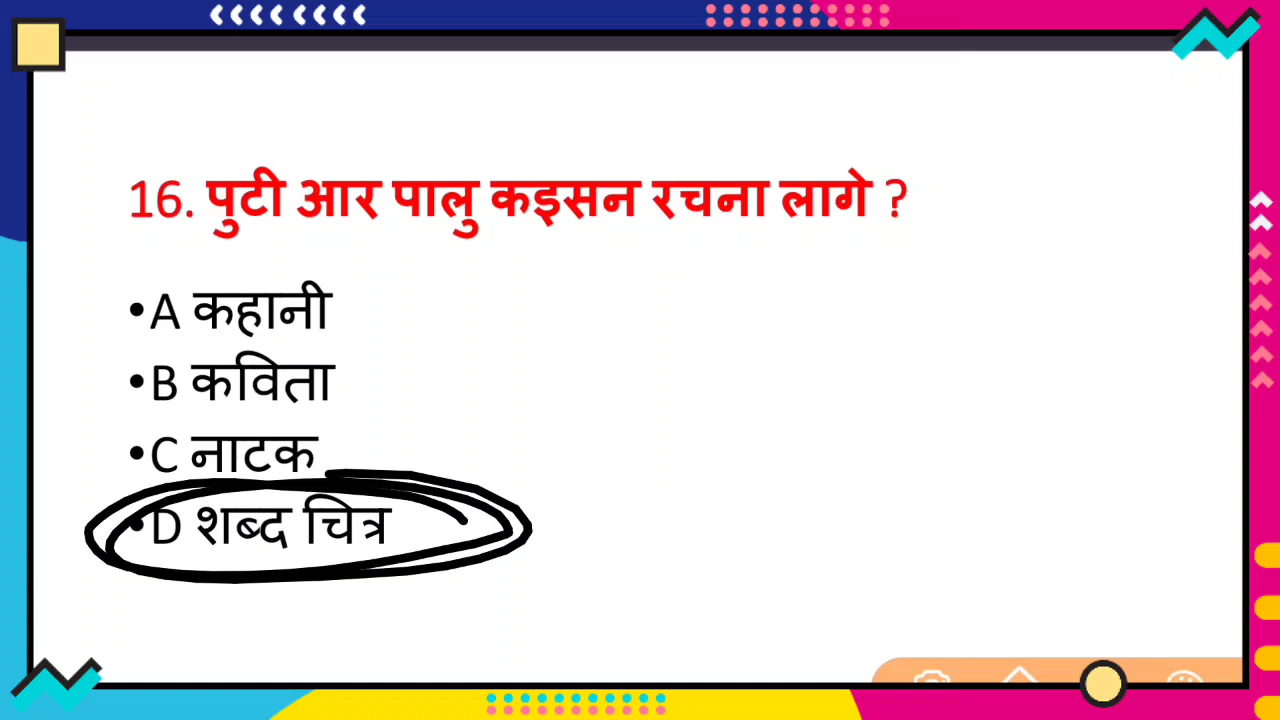 16. पुटी आर पालु कइसन रचना लागे ?
•A कहानी
•B कविता
•C नाटक
•D शब्द चित्र